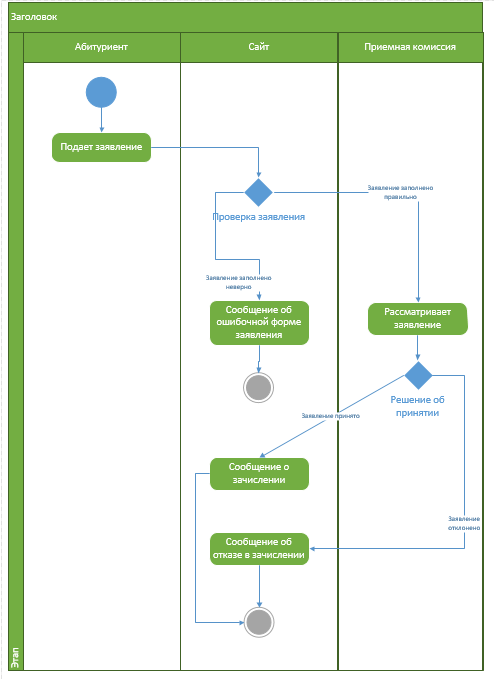 Заголовок
Абитуриент
Сайт
Приемная комиссия
Подает заявление
Заявление заполнено
правильно
Проверка заявления
Заявление заполнено
неверно
Сообщение об
ошибочной форме
заявления
Рассматривает
заявление
Решение об
принятии
Заявление принято
Сообщение о
зачислении
Заявление
отклонено
Сообщение об
отказе в зачислении
Этап